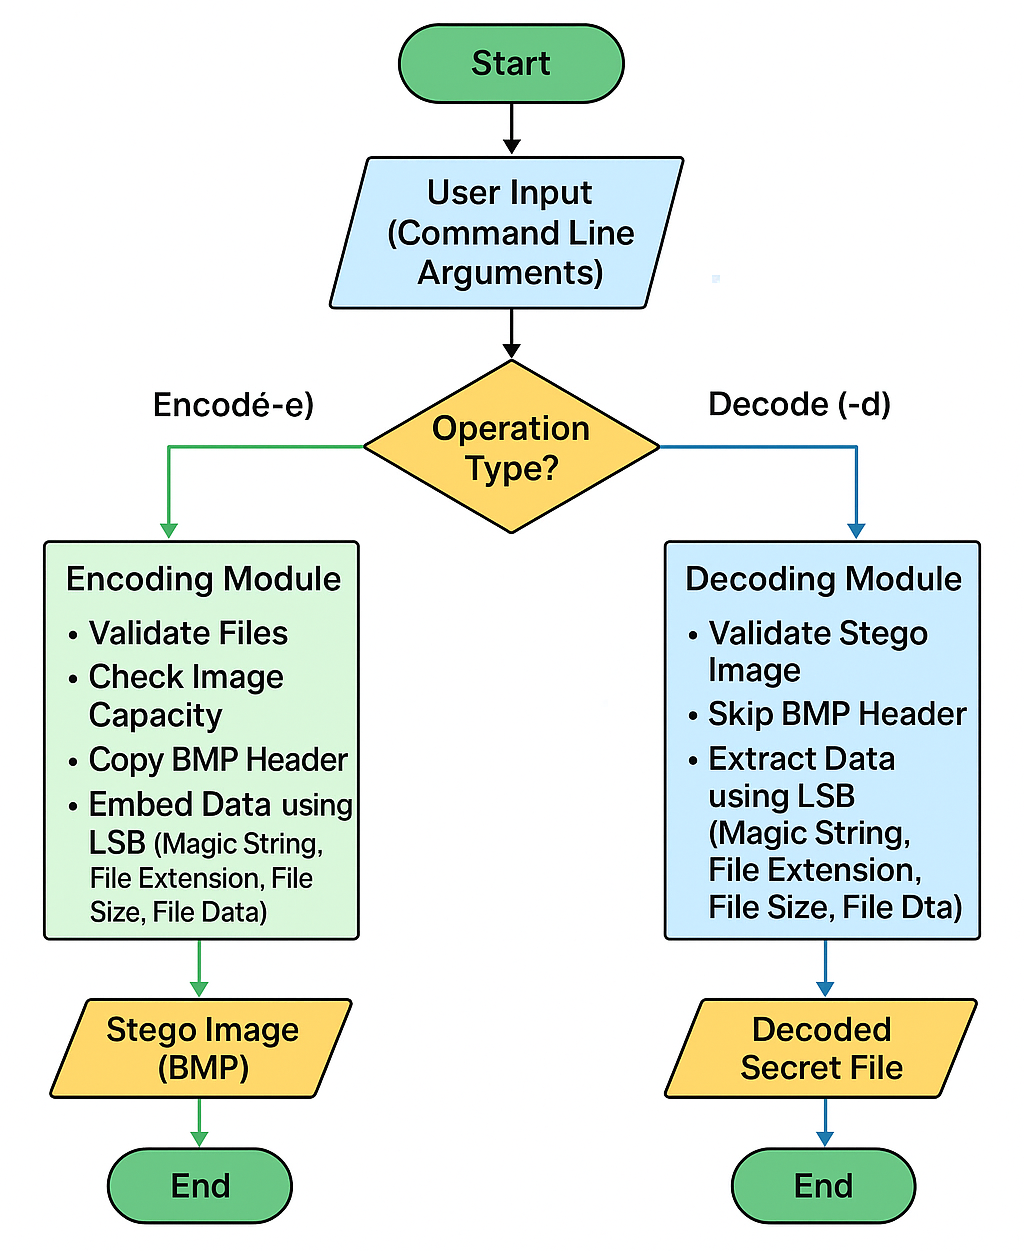 Start
User Input
(Command Line
Arguments)
Encodé-e)
Decode (-d)
Operation
Type?
Encoding Module
• Validate Files
• Check Image
Capacity
• Copy BMP Header
• Embed Data using
LSB (Magic String,
File Extension, File
Size, File Data)
Decoding Module
• Validate Stego
Image
• Skip BMP Header
• Extract Data
using LSB
(Magic String,
File Extension,
File Size, File Dta)
Stego Image
(BMP)
Decoded
Secret File
End
End